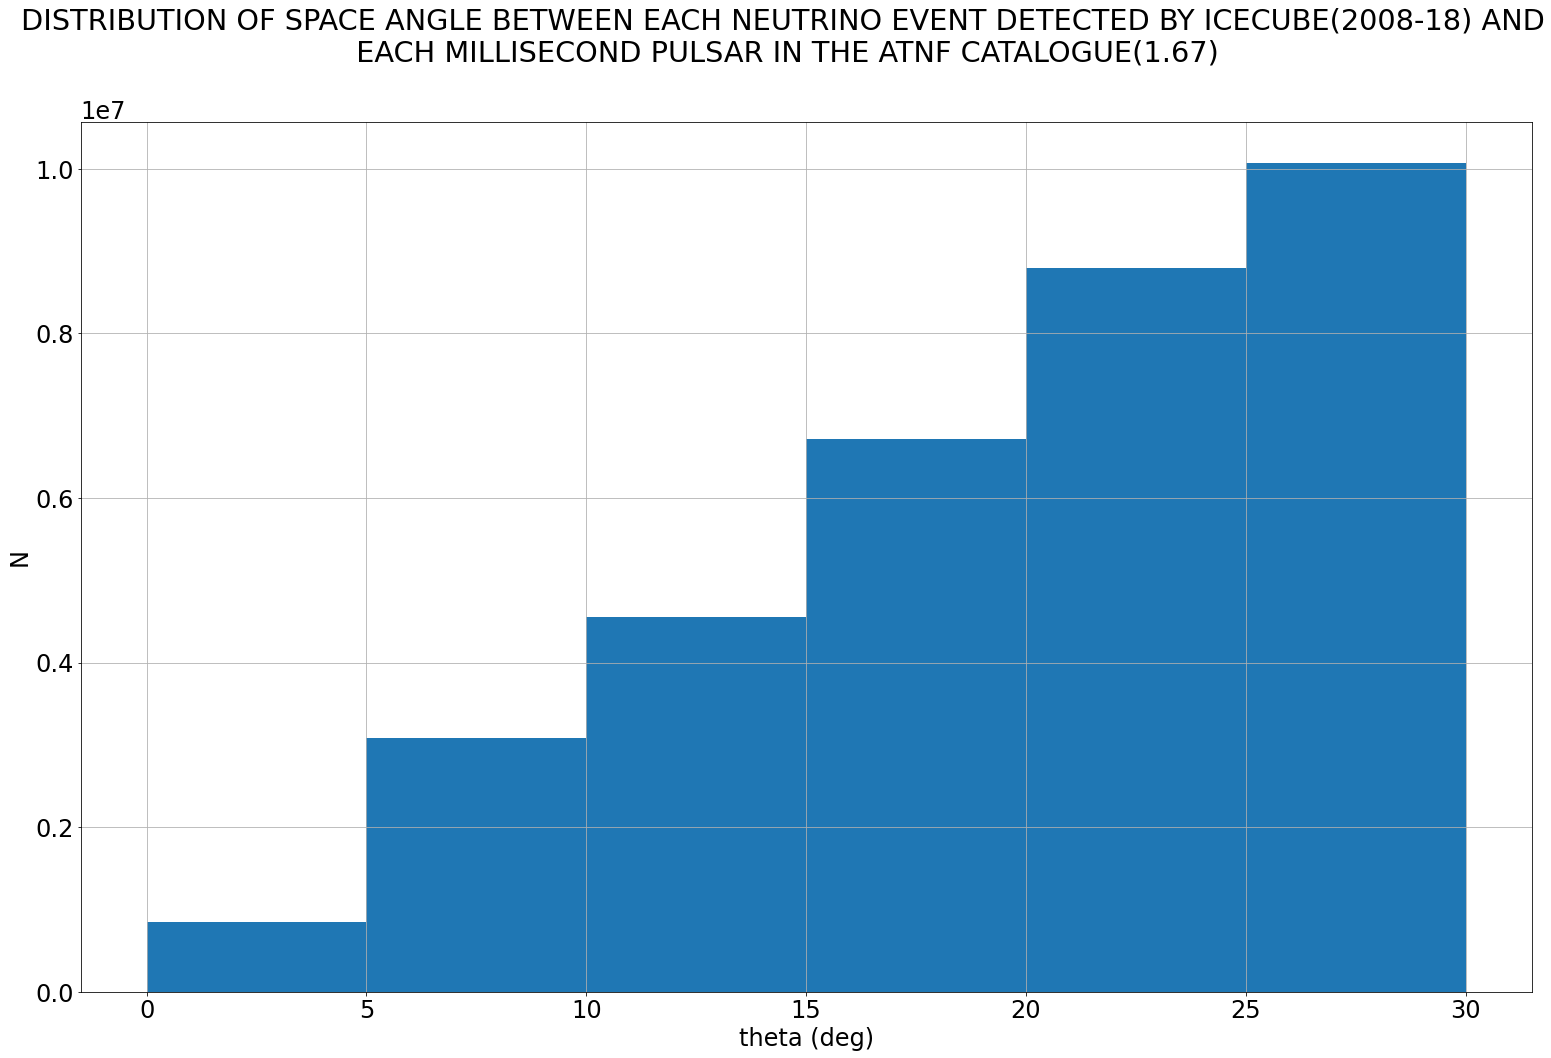 DISTRIBUTION OF SPACE ANGLE BETWEEN EACH NEUTRINO EVENT DETECTED BY ICECUBE(2008-18) AND
EACH MILLISECOND PULSAR IN THE ATNF CATALOGUE(1.67)
1e7
1.0
0.8
0.6
N
0.4
0.2
0.0
0 5 10 15 20 25 30
theta (deg)